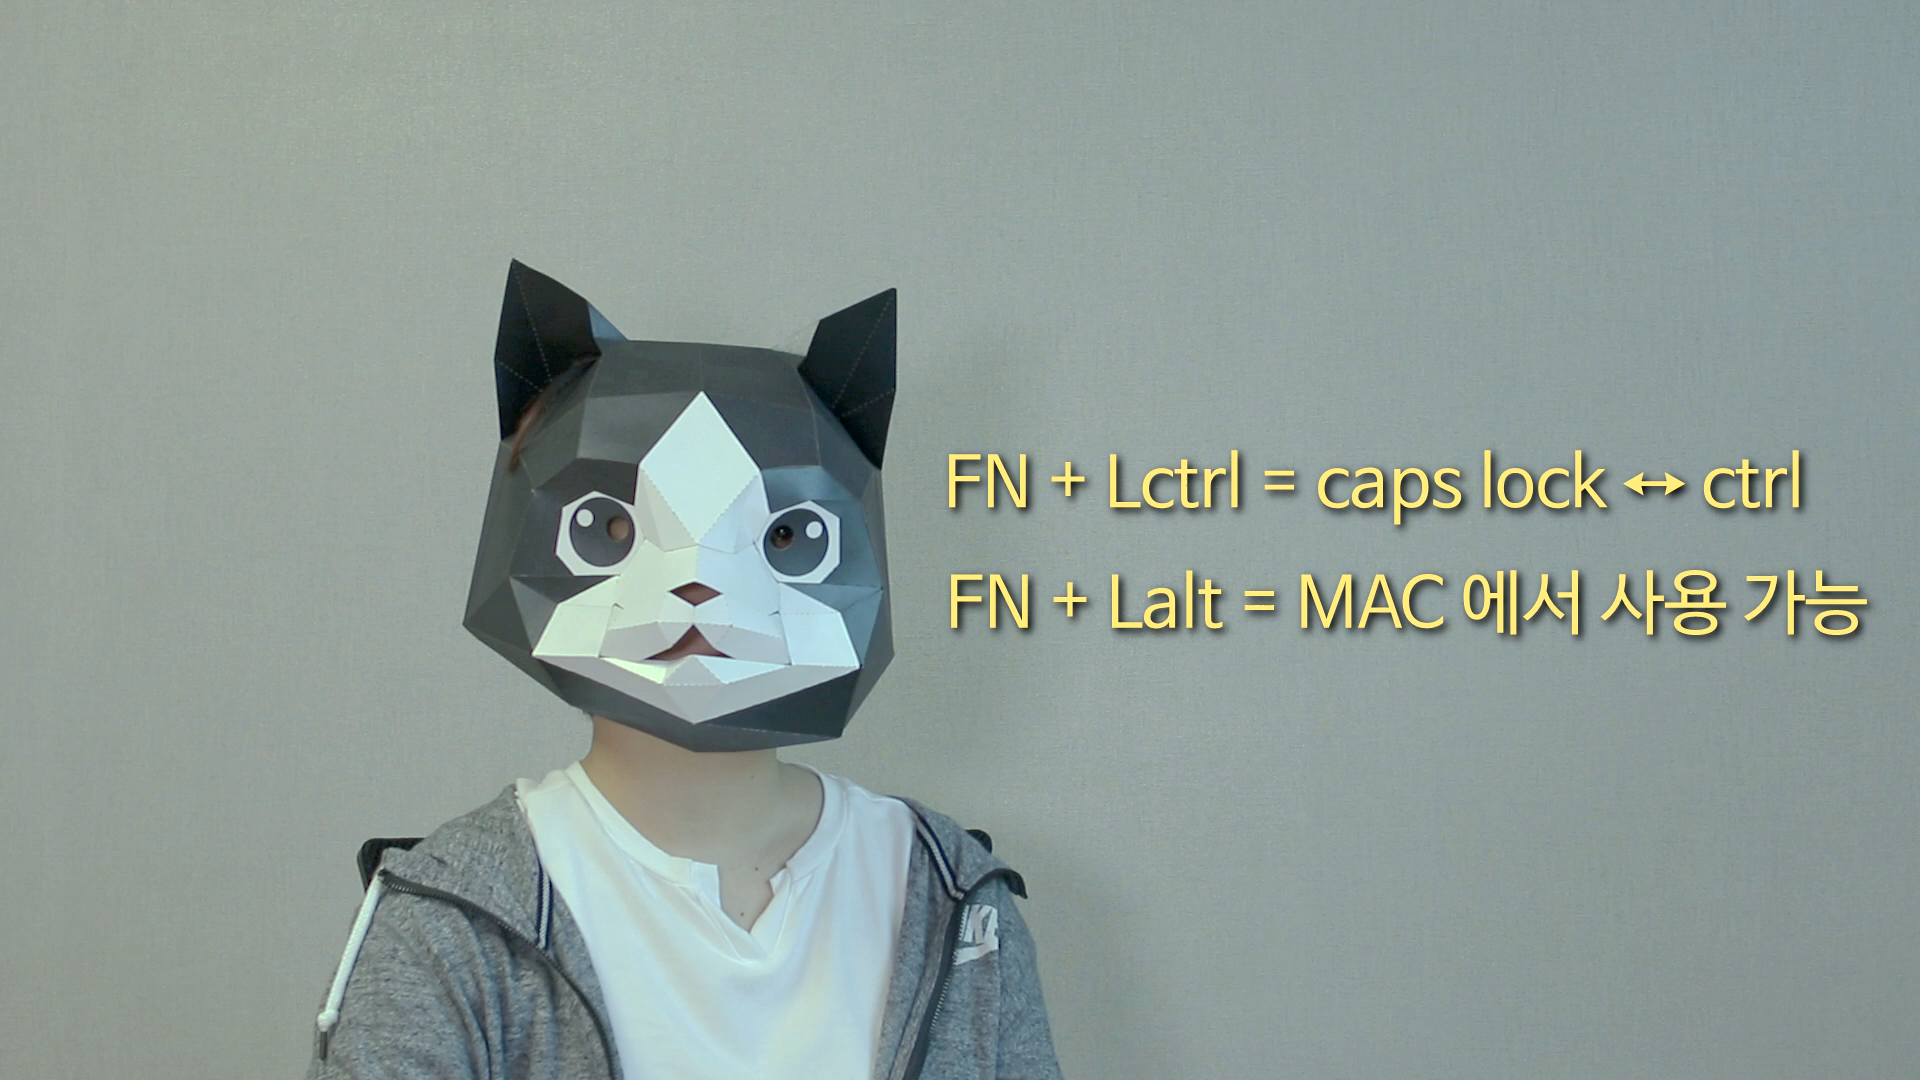 FN + Lctrl = caps lock ↔ ctrl
FN + Lalt = MAC 에서 사용 가능